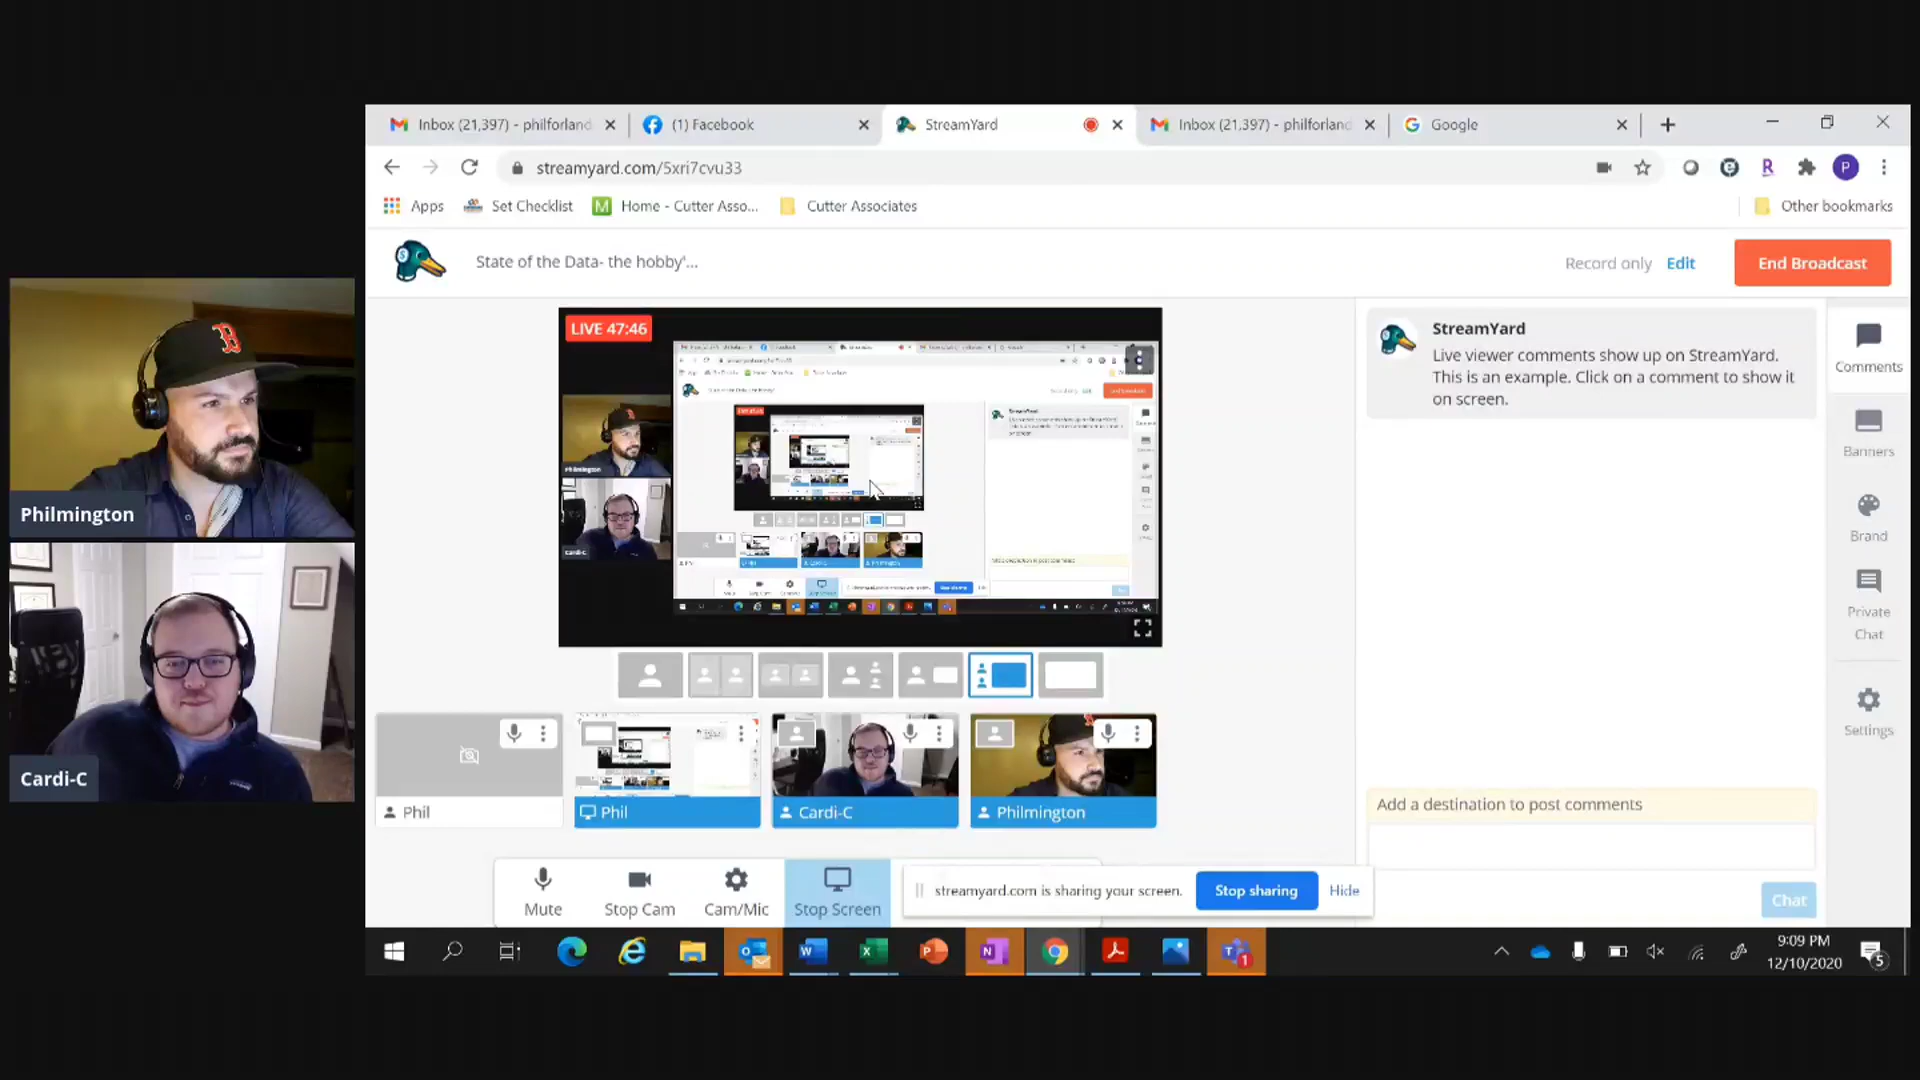 Inbox (21,397) - philforland
(1) Facebook
StreamYard
Inbox (21,397) - philforland
Google
streamyard.com/5xri7cvu33
R
P
Apps
Set Checklist
M
Home - Cutter Asso...
Cutter Associates
Other bookmarks
State of the Data- the hobby'...
Record only
Edit
End Broadcast
LIVE 47:46
Philmington
Cardi-C
StreamYard
Live viewer comments show up on StreamYard.
This is an example. Click on a comment to show it
on screen.
Comments
Banners
Brand
Private
Chat
Settings
B
Philmington
Cardi-C
Phil
Phil
Cardi-C
Philmington
Add a destination to post comments
Chat
Mute
Stop Cam
Cam/Mic
Stop Screen
streamyard.com is sharing your screen.
Stop sharing
Hide
9:09 PM
12/10/2020
5
1